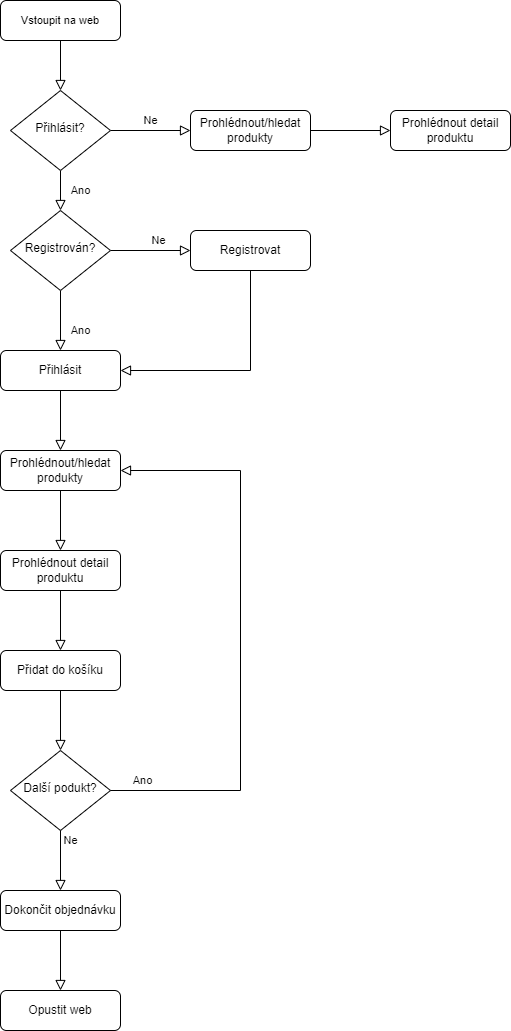 Vstoupit na web
Přihlásit?
Ne
Prohlédnout/hledat
produkty
Prohlédnout detail
produktu
Ano
Registrován?
Ne
Registrovat
Ano
Přihlásit
Prohlédnout/hledat
produkty
Prohlédnout detail
produktu
Přidat do košíku
Další podukt?
Ano
Ne
Dokončit objednávku
Opustit web